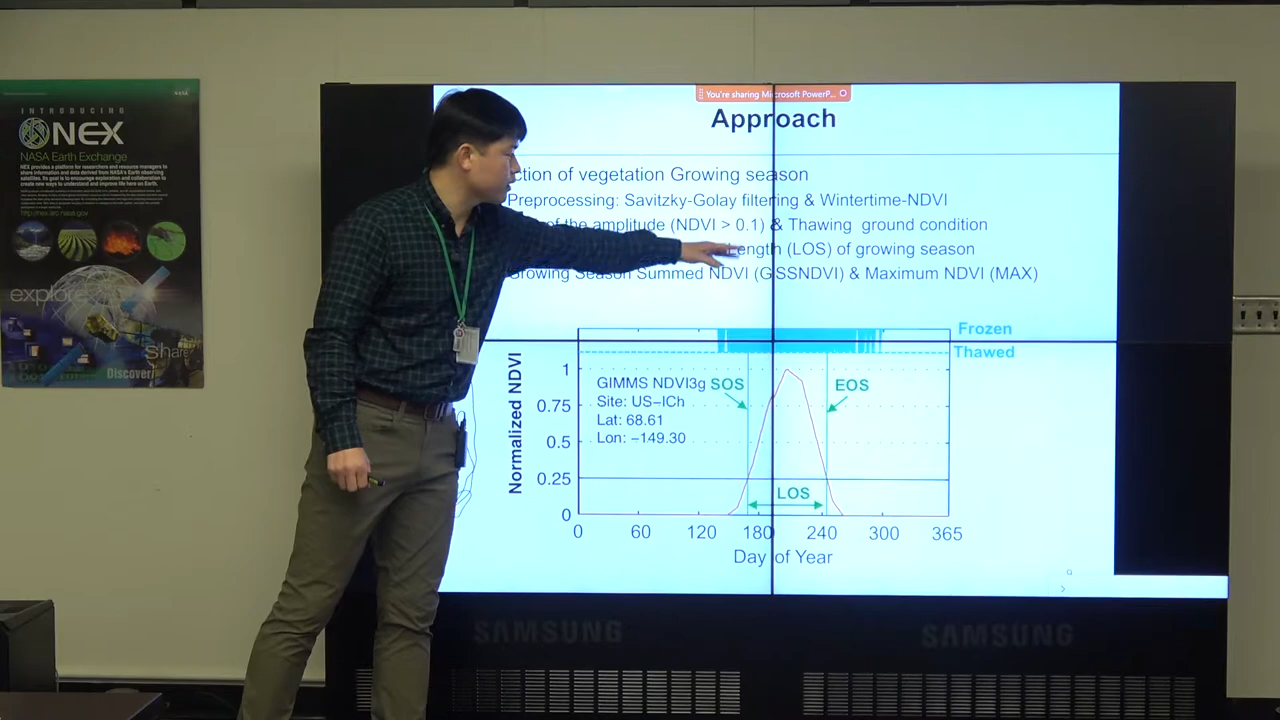 INTRODUCING
NEX
NASA Earth Exchange
NEX provides a platform for researchers and resource managers to
share information and data derived from NASA's Earth observing
satellites. Its goal is to encourage exploration and collaboration to
create new ways to understand and improve life here on Earth.
http://nex.arc.nasa.gov
explore
Share
Discover
You're sharing Microsoft PowerP...
Approach
ction of vegetation Growing season
Preprocessing: Savitzky-Golay filtering & Wintertime-NDVI
of the amplitude (NDVI > 0.1) & Thawing ground condition
Length (LOS) of growing season
Growing Season Summed NDVI (GSSNDVI) & Maximum NDVI (MAX)
Frozen
Thawed
Normalized NDVI
1
0.75
0.5
0.25
0
GIMMS NDVI3g
Site: US-ICh
Lat: 68.61
Lon: -149.30
SOS
EOS
LOS
0 60 120 180 240 300 365
Day of Year
SAMSUNG SAMSUNG